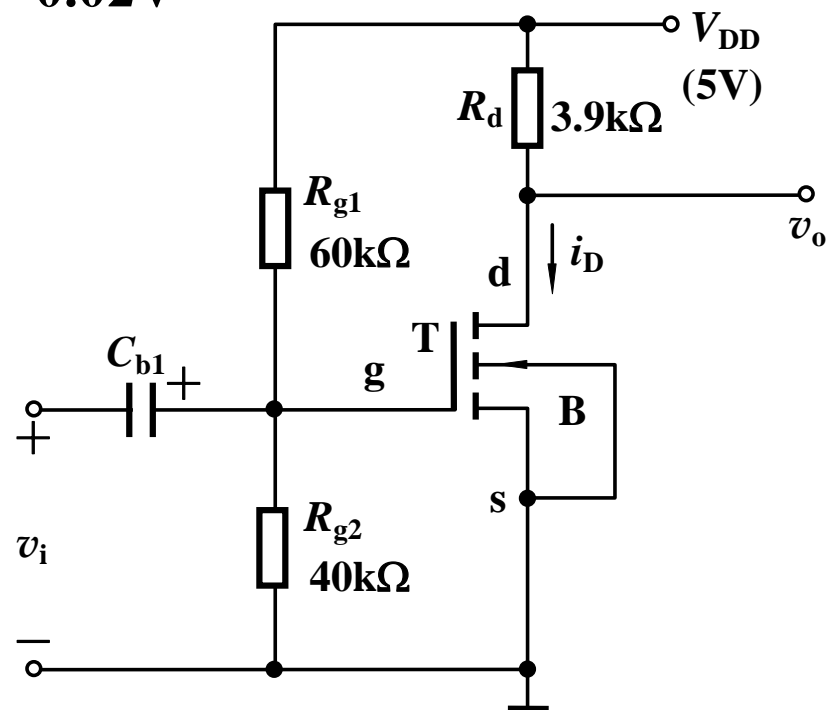 V_DD
(5V)
R_d 3.9kΩ
R_g1
60kΩ
v_o
i_D
d
T
C_b1
+
g
B
+
s
R_g2
40kΩ
v_i
—